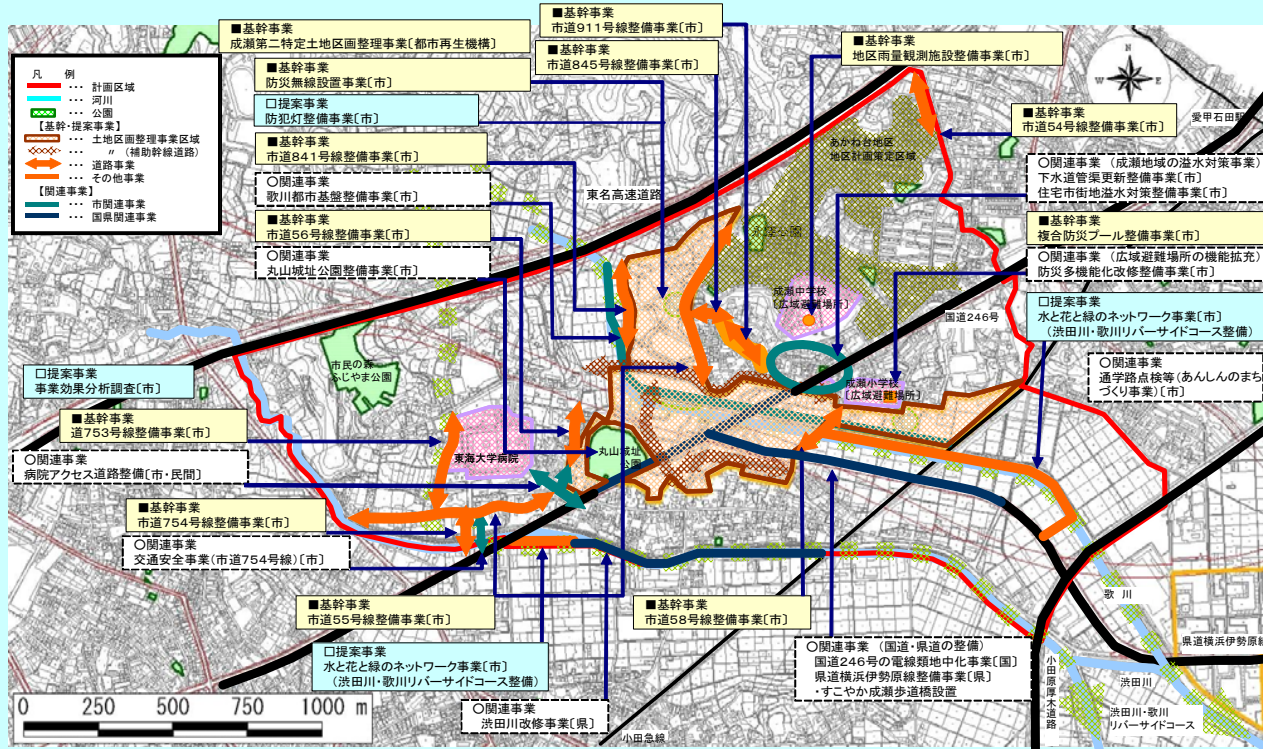 ■基幹事業
成瀬第二特定土地区画整理事業〔都市再生機構〕
■基幹事業
市道911号線整備事業〔市〕
■基幹事業
市道845号線整備事業〔市〕
■基幹事業
地区雨量観測施設整備事業〔市〕
N
W
E
S
愛甲石田駅
凡　例
… 計画区域
… 河川
… 公園
【基幹・提案事業】
… 土地区画整理事業区域
… 〃 （補助幹線道路）
… 道路事業
… その他事業
【関連事業】
… 市関連事業
… 国県関連事業
■基幹事業
防災無線設置事業〔市〕
□提案事業
防犯灯整備事業〔市〕
■基幹事業
市道841号線整備事業〔市〕
○関連事業
歌川都市基盤整備事業〔市〕
■基幹事業
市道56号線整備事業〔市〕
○関連事業
丸山城址公園整備事業〔市〕
東名高速道路
あかね台地区
地区計画策定区域
■基幹事業
市道54号線整備事業〔市〕
○関連事業 （成瀬地域の溢水対策事業）
下水道管渠更新整備事業〔市〕
住宅市街地溢水対策整備事業〔市〕
■基幹事業
複合防災プール整備事業〔市〕
○関連事業 （広域避難場所の機能拡充）
防災多機能化改修整備事業〔市〕
□提案事業
水と花と緑のネットワーク事業〔市〕
（渋田川・歌川リバーサイドコース整備）
○関連事業
通学路点検等（あんしんのまち
づくり事業）〔市〕
成瀬中学校
〔広域避難場所〕
国道246号
成瀬小学校
〔広域避難場所〕
市民の森
ふじやま公園
□提案事業
事業効果分析調査〔市〕
■基幹事業
道753号線整備事業〔市〕
○関連事業
病院アクセス道路整備〔市・民間〕
東海大学病院
丸山城址
公園
■基幹事業
市道754号線整備事業〔市〕
○関連事業
交通安全事業（市道754号線）〔市〕
■基幹事業
市道55号線整備事業〔市〕
□提案事業
水と花と緑のネットワーク事業〔市〕
（渋田川・歌川リバーサイドコース整備）
○関連事業
渋田川改修事業〔県〕
■基幹事業
市道58号線整備事業〔市〕
○関連事業 （国道・県道の整備）
国道246号の電線類地中化事業〔国〕
県道横浜伊勢原線整備事業〔県〕
・すこやか成瀬歩道橋設置
歌 川
県道横浜伊勢原線
渋田川
渋田川・歌川
リバーサイドコース
小田原厚木道路
小田急線
0 250 500 750 1000 m